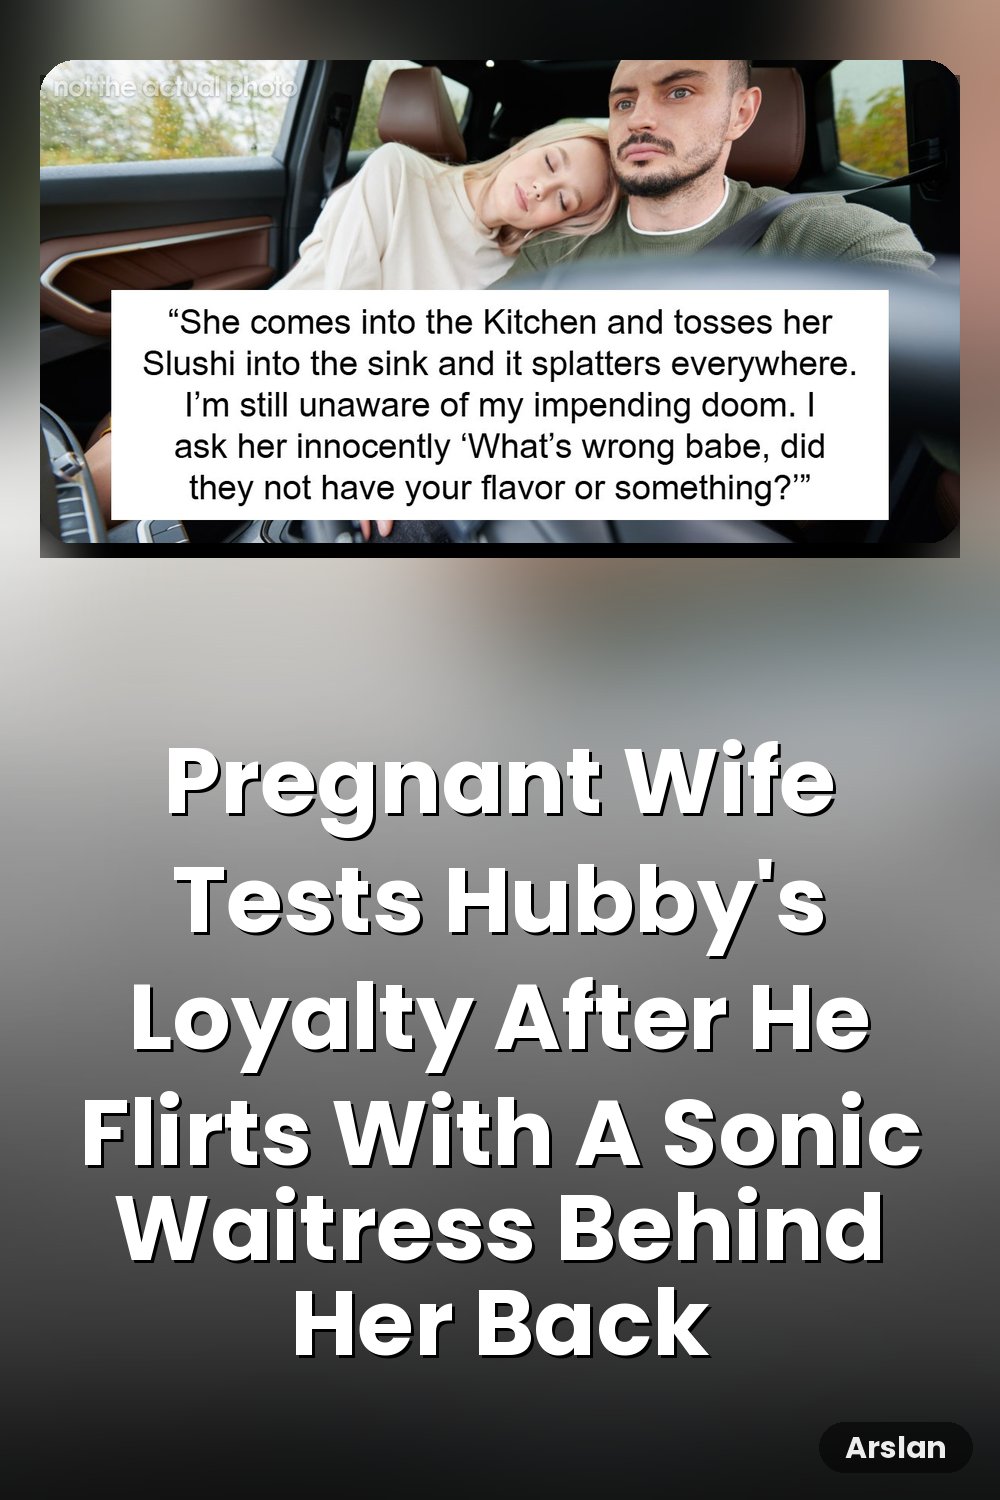 not the actual photo
“She comes into the Kitchen and tosses her
Slushi into the sink and it splatters everywhere.
I’m still unaware of my impending doom. I
ask her innocently ‘What’s wrong babe, did
they not have your flavor or something?’”
Pregnant Wife
Tests Hubby's
Loyalty After He
Flirts With A Sonic
Waitress Behind
Her Back
Arslan